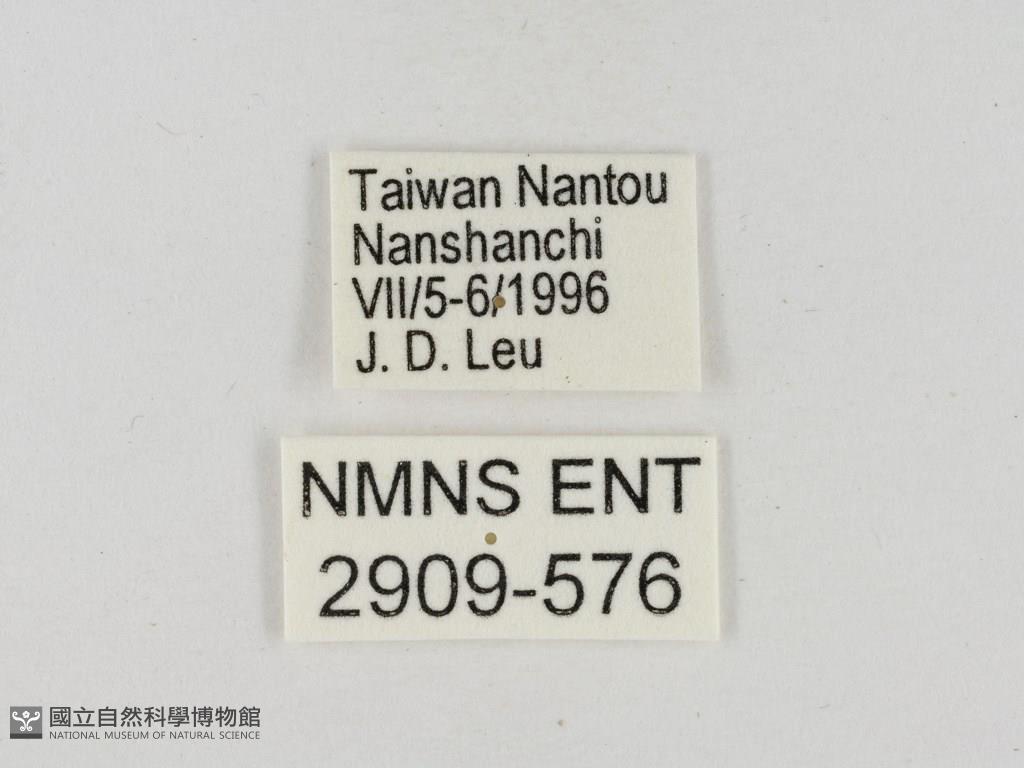 Taiwan Nantou
Nanshanchi
VII/5-6/1996
J. D. Leu
NMNS ENT
2909-576
國立自然科學博物館
NATIONAL MUSEUM OF NATURAL SCIENCE